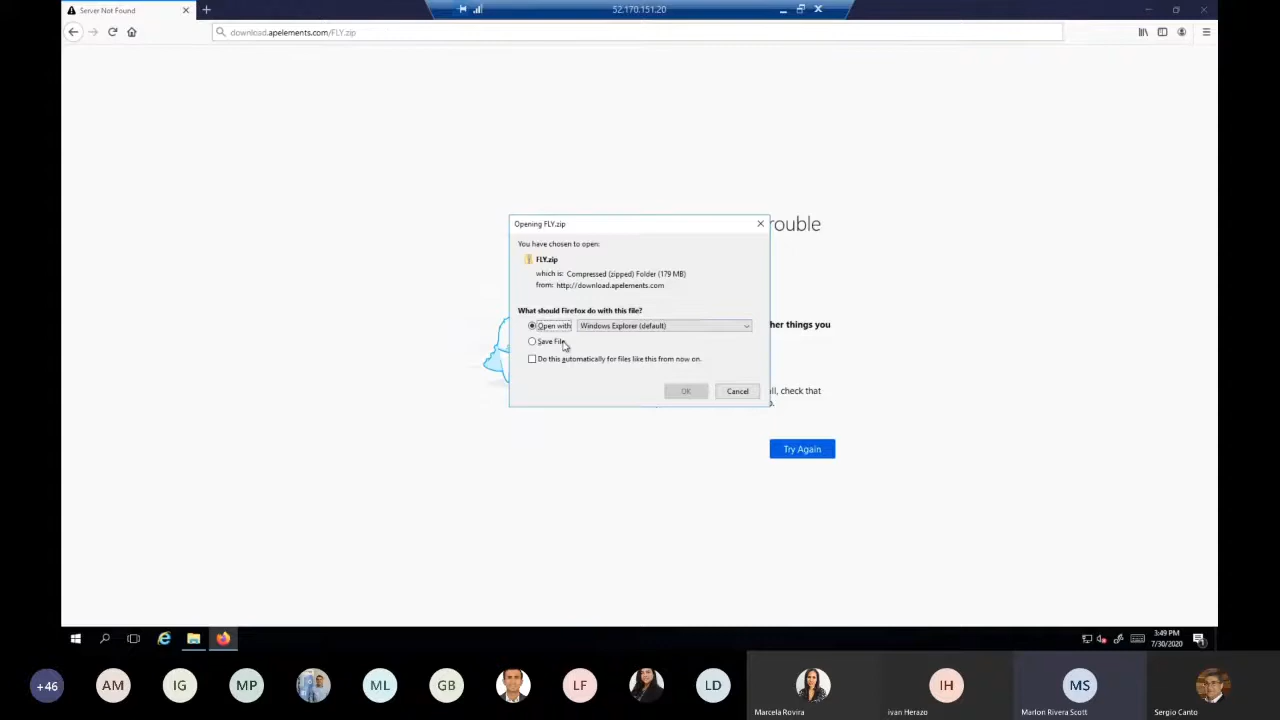 Server Not Found
52.170.151.20
download.apelements.com/FLY.zip
Opening FLY.zip
rouble
You have chosen to open:
FLY.zip
which is: Compressed (zipped) Folder (179 MB)
from: http://download.apelements.com
What should Firefox do with this file?
her things you
Open with
Windows Explorer (default)
Save File
Do this automatically for files like this from now on.
OK
Cancel
ll, check that
Try Again
3:49 PM
7/30/2020
+46
AM
IG
MP
ML
GB
LF
LD
IH
MS
Marcela Rovira
ivan Herazo
Marlon Rivera Scott
Sergio Canto